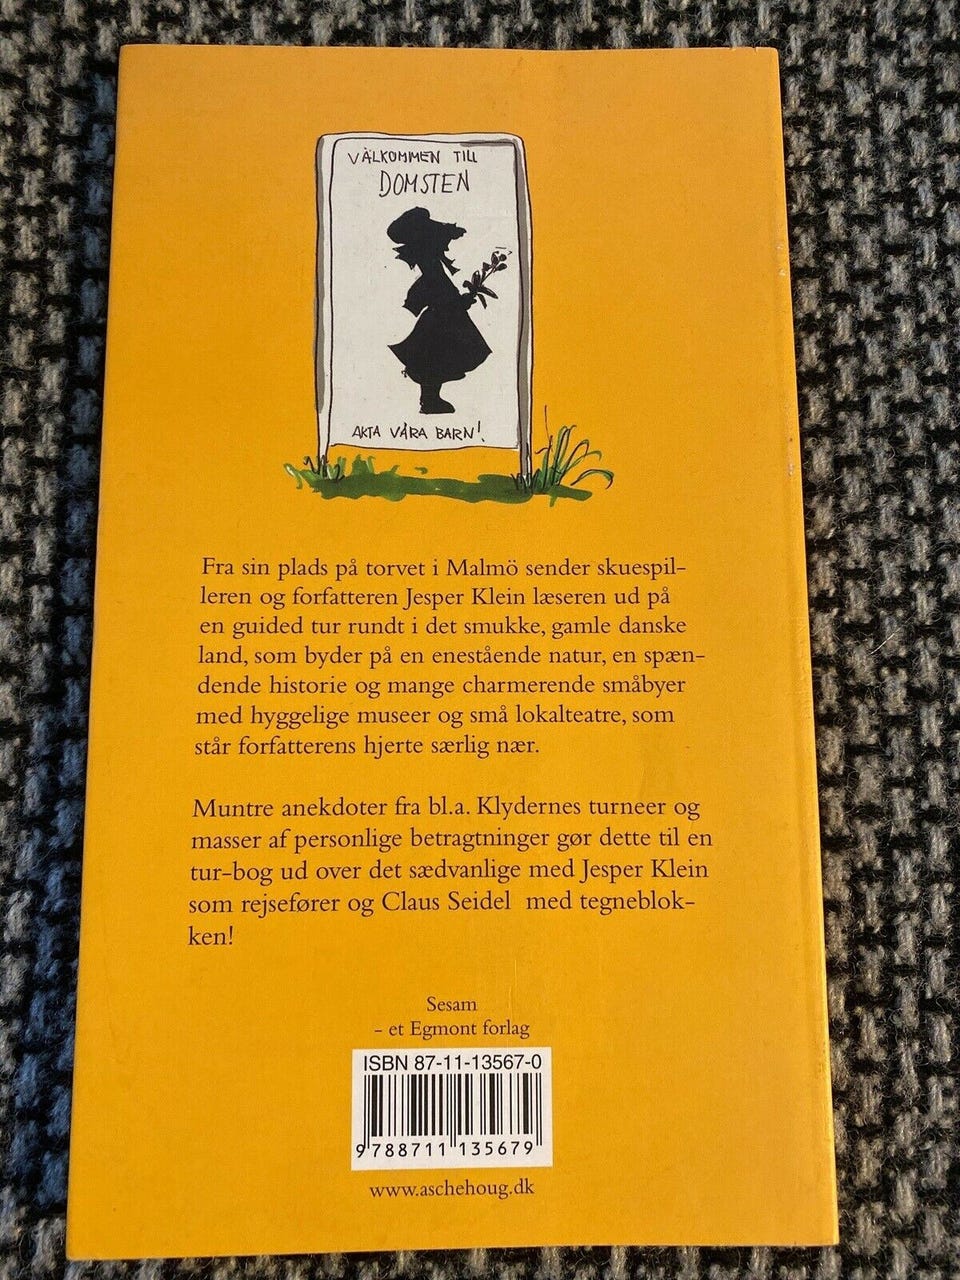 VÄLKOMMEN TILL
DOMSTEN
AKTA VÅRA BARN!
Fra sin plads på torvet i Malmö sender skuespil-
leren og forfatteren Jesper Klein læseren ud på
en guided tur rundt i det smukke, gamle danske
land, som byder på en enestående natur, en spæn-
dende historie og mange charmerende småbyer
med hyggelige museer og små lokalteatre, som
står forfatterens hjerte særlig nær.
Muntre anekdoter fra bl.a. Klydernes turneer og
masser af personlige betragtninger gør dette til en
tur-bog ud over det sædvanlige med Jesper Klein
som rejsefører og Claus Seidel med tegneblok-
ken!
Sesam
- et Egmont forlag
ISBN 87-11-13567-0
9 788711 135679
www.aschehoug.dk